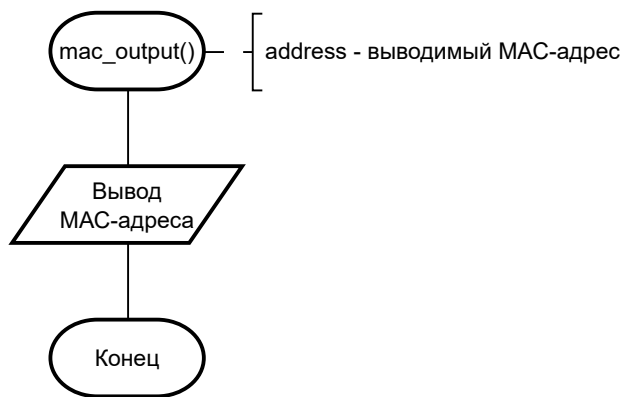 mac_output()
address - выводимый MAC-адрес
Вывод
MAC-адреса
Конец